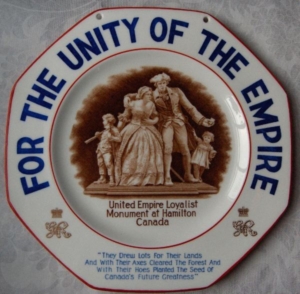 FOR THE UNITY OF THE EMPIRE
United Empire Loyalist
Monument at Hamilton
Canada
"They Drew Lots For Their Lands
And With Their Axes Cleared The Forest And
With Their Hoes Planted The Seed Of
Canada's Future Greatness"